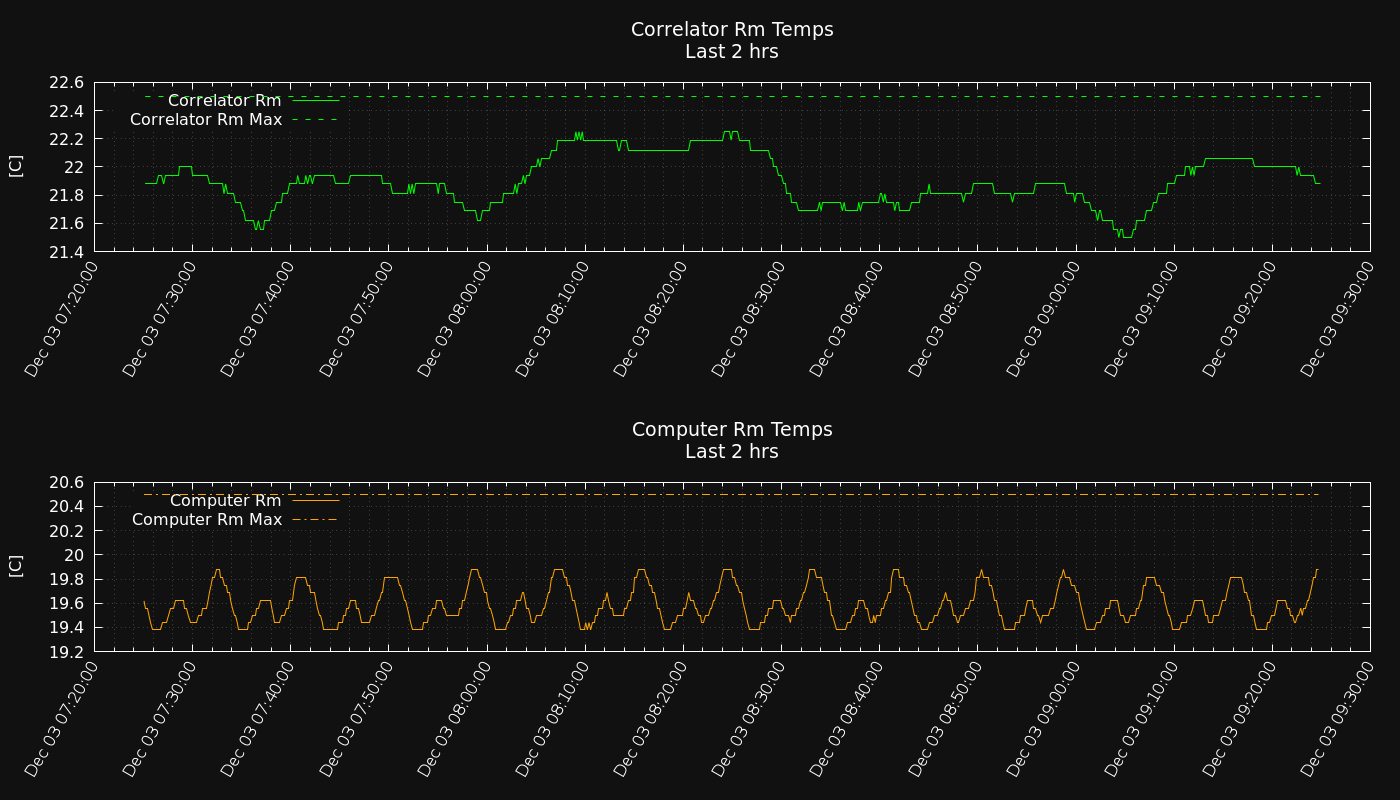 Correlator Rm Temps
Last 2 hrs
[C]
22.6
22.4
22.2
22
21.8
21.6
21.4
Correlator Rm
Correlator Rm Max
Dec 03 07:20:00
Dec 03 07:30:00
Dec 03 07:40:00
Dec 03 07:50:00
Dec 03 08:00:00
Dec 03 08:10:00
Dec 03 08:20:00
Dec 03 08:30:00
Dec 03 08:40:00
Dec 03 08:50:00
Dec 03 09:00:00
Dec 03 09:10:00
Dec 03 09:20:00
Dec 03 09:30:00
Computer Rm Temps
Last 2 hrs
[C]
20.6
20.4
20.2
20
19.8
19.6
19.4
19.2
Computer Rm
Computer Rm Max
Dec 03 07:20:00
Dec 03 07:30:00
Dec 03 07:40:00
Dec 03 07:50:00
Dec 03 08:00:00
Dec 03 08:10:00
Dec 03 08:20:00
Dec 03 08:30:00
Dec 03 08:40:00
Dec 03 08:50:00
Dec 03 09:00:00
Dec 03 09:10:00
Dec 03 09:20:00
Dec 03 09:30:00